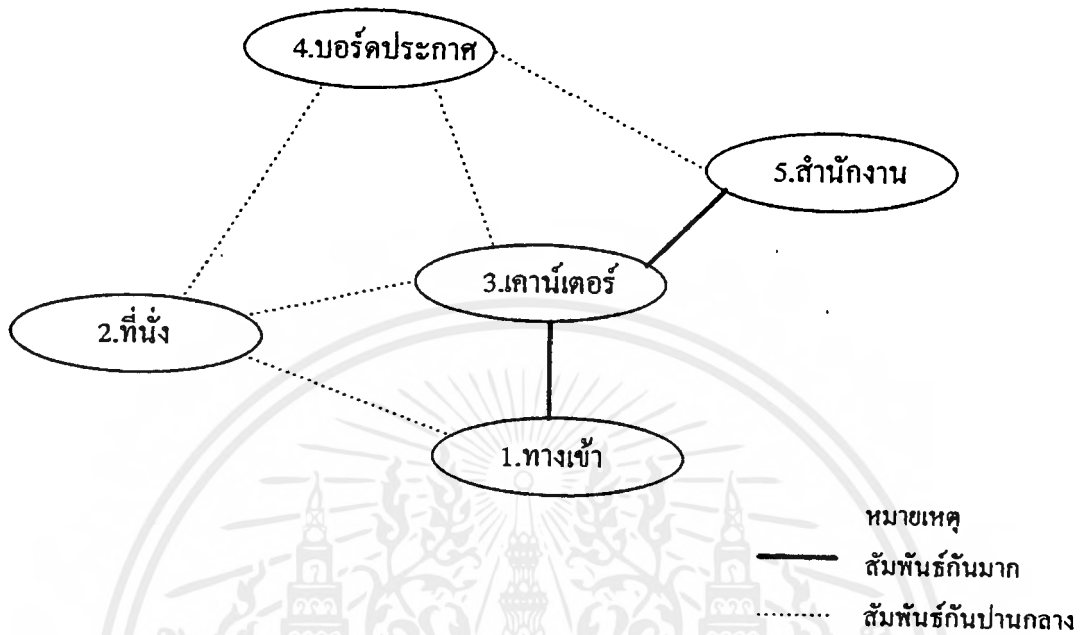 4.บอร์ดประกาศ
5.สำนักงาน
3.เคาน์เตอร์
2.ที่นั่ง
1.ทางเข้า
หมายเหตุ
สัมพันธ์กันมาก
สัมพันธ์กันปานกลาง